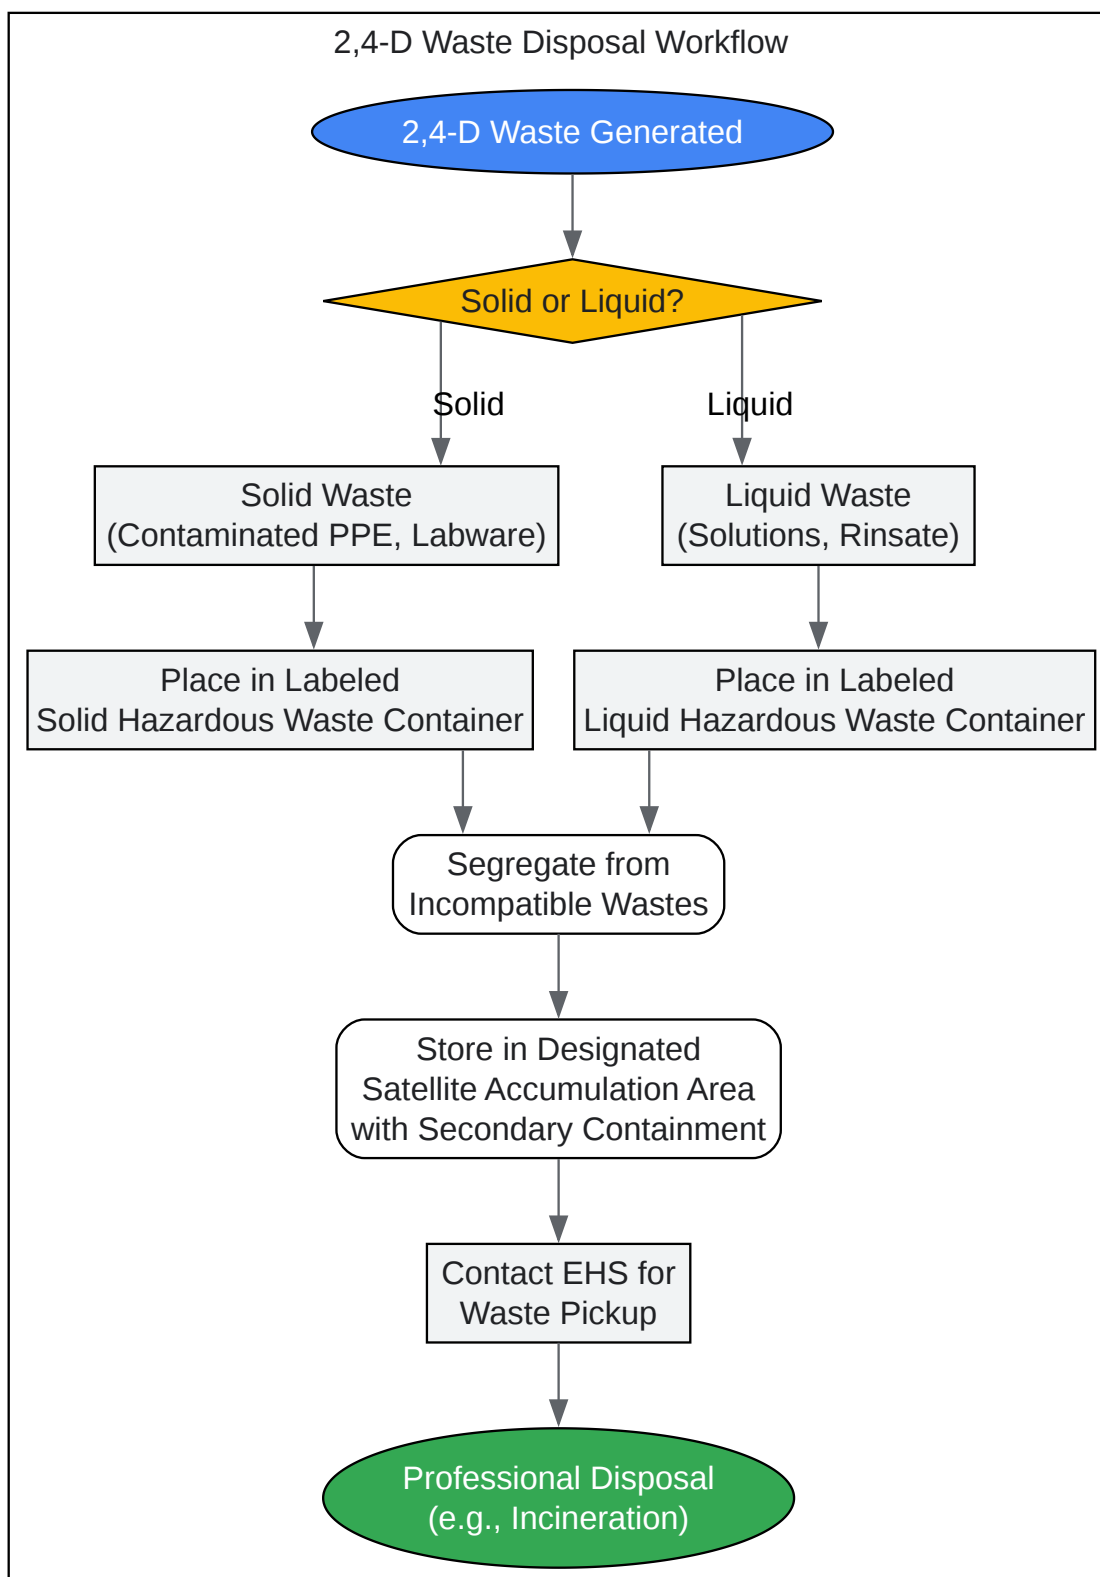 2,4-D Waste Disposal Workflow
2,4-D Waste Generated
Solid or Liquid?
Solid
Liquid
Solid Waste
(Contaminated PPE, Labware)
Liquid Waste
(Solutions, Rinsate)
Place in Labeled
Solid Hazardous Waste Container
Place in Labeled
Liquid Hazardous Waste Container
Segregate from
Incompatible Wastes
Store in Designated
Satellite Accumulation Area
with Secondary Containment
Contact EHS for
Waste Pickup
Professional Disposal
(e.g., Incineration)